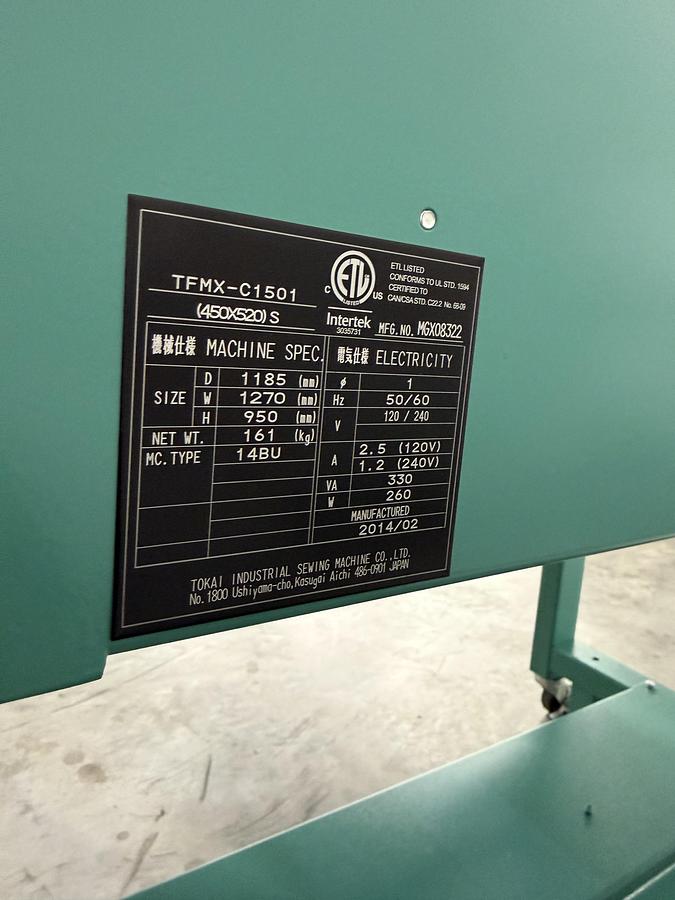 TFMX-C1501
(450X520) S
C ETL LISTED US
Intertek
3035731
ETL LISTED
CONFORMS TO UL STD. 1594
CERTIFIED TO
CAN/CSA STD. C22.2 No. 68-09
MFG.NO. MGX08322
機械仕様 MACHINE SPEC.
SIZE D 1185 (mm)
W 1270 (mm)
H 950 (mm)
NET WT. 161 (kg)
MC.TYPE 14BU
電気仕様 ELECTRICITY
ϕ 1
Hz 50/60
V 120 / 240
A 2.5 (120V)
1.2 (240V)
VA 330
W 260
MANUFACTURED
2014/02
TOKAI INDUSTRIAL SEWING MACHINE CO.,LTD.
No.1800 Ushiyama-cho,Kasugai Aichi 486-0901 JAPAN